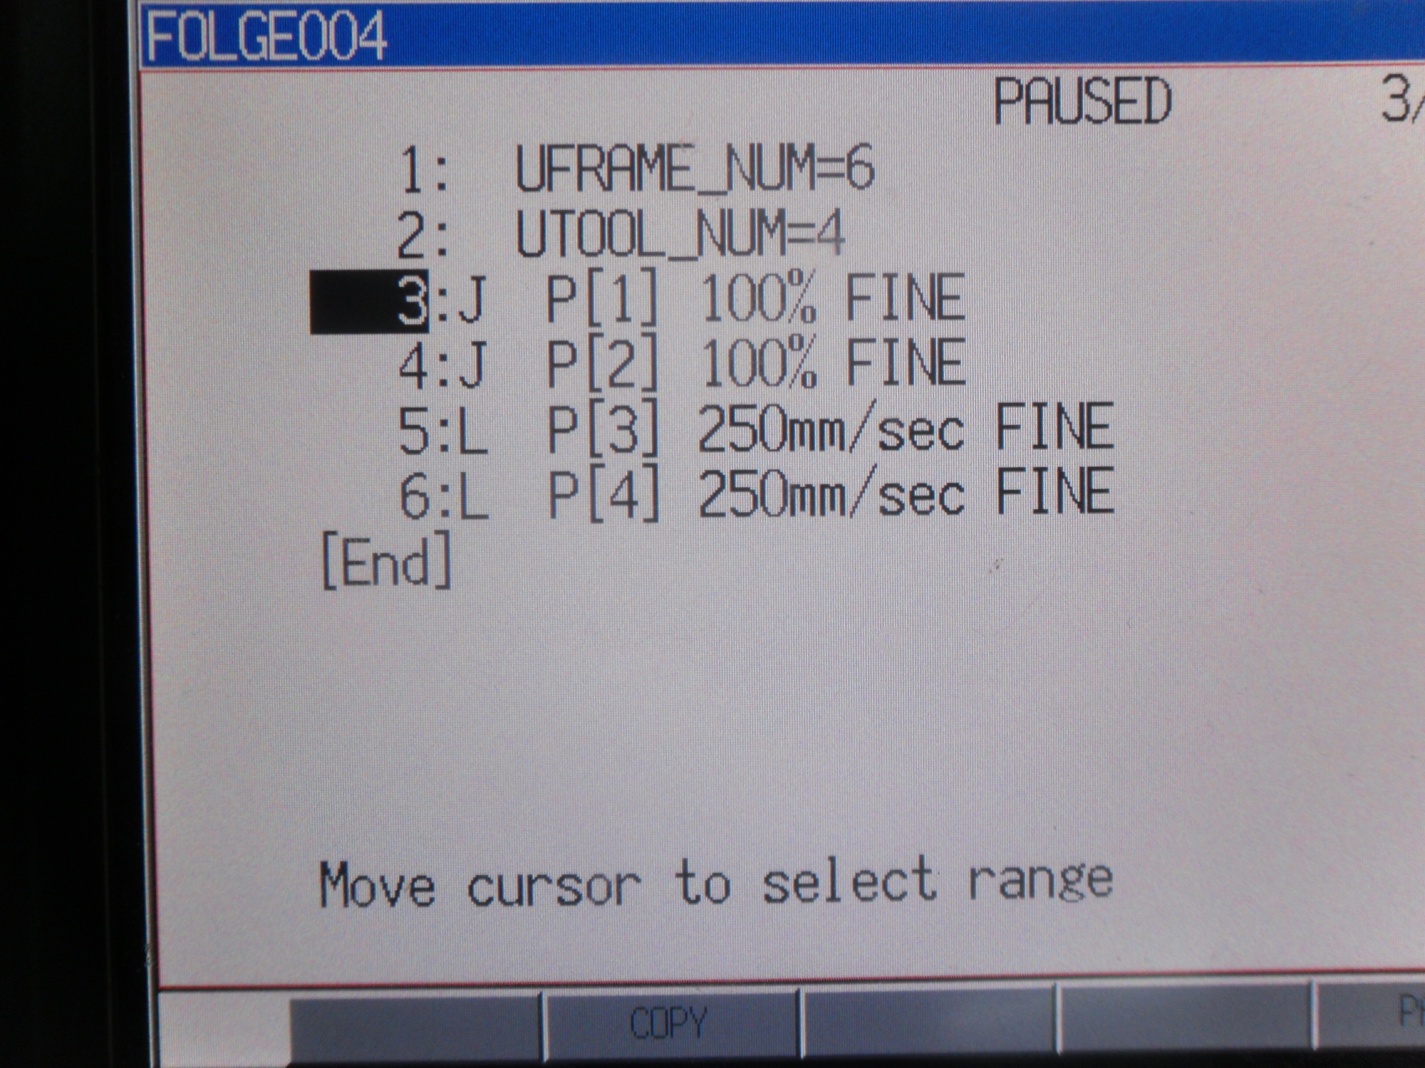 FOLGE004
PAUSED 3/
1: UFRAME_NUM=6
2: UTOOL_NUM=4
3:J P[1] 100% FINE
4:J P[2] 100% FINE
5:L P[3] 250mm/sec FINE
6:L P[4] 250mm/sec FINE
[End]
Move cursor to select range
COPY